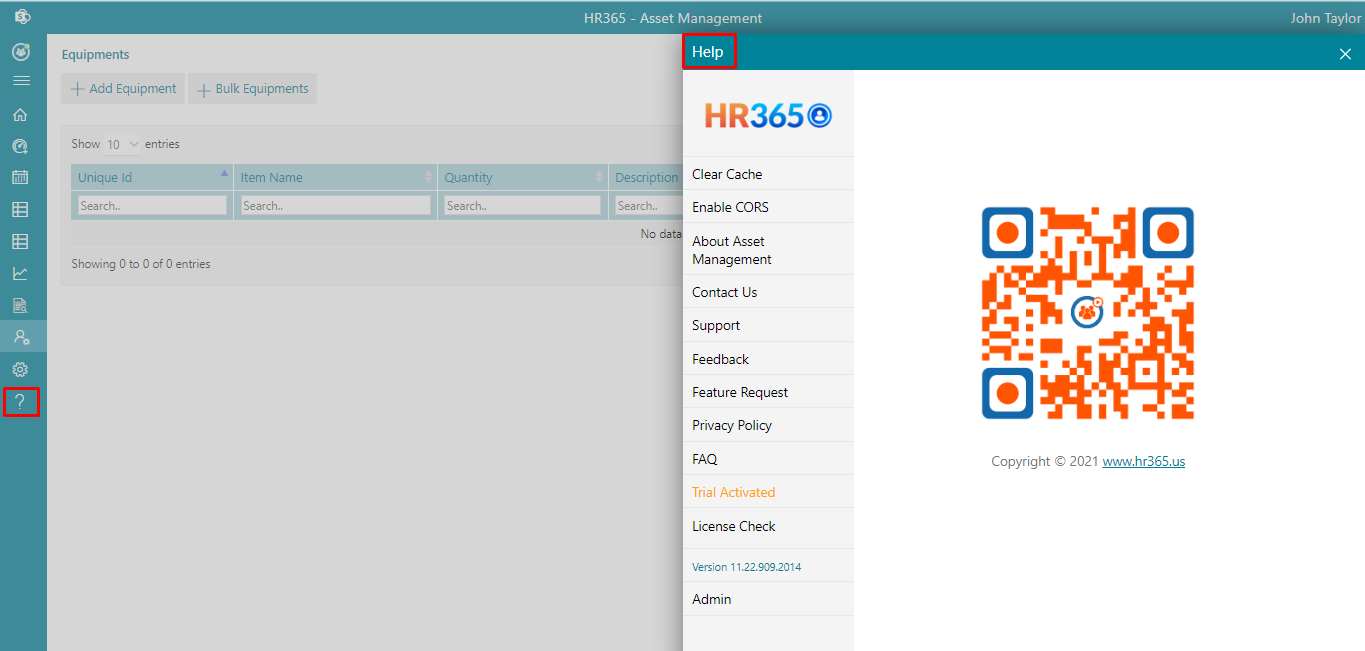 HR365 - Asset Management
John Taylor
Equipments
Add Equipment
Bulk Equipments
Show 10 entries
Unique Id Item Name Quantity Description
Search.. Search.. Search.. Search..
No data
Showing 0 to 0 of 0 entries
?
Help
HR365
Clear Cache
Enable CORS
About Asset
Management
Contact Us
Support
Feedback
Feature Request
Privacy Policy
FAQ
Trial Activated
License Check
Version 11.22.909.2014
Admin
Copyright © 2021 www.hr365.us